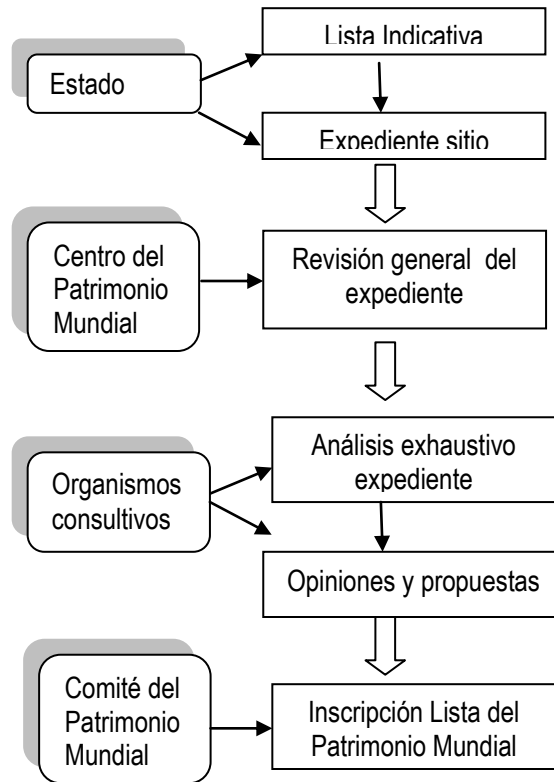 Lista Indicativa
Estado
Expediente sitio
Centro del
Patrimonio
Mundial
Revisión general del
expediente
Organismos
consultivos
Análisis exhaustivo
expediente
Opiniones y propuestas
Comité del
Patrimonio
Mundial
Inscripción Lista del
Patrimonio Mundial